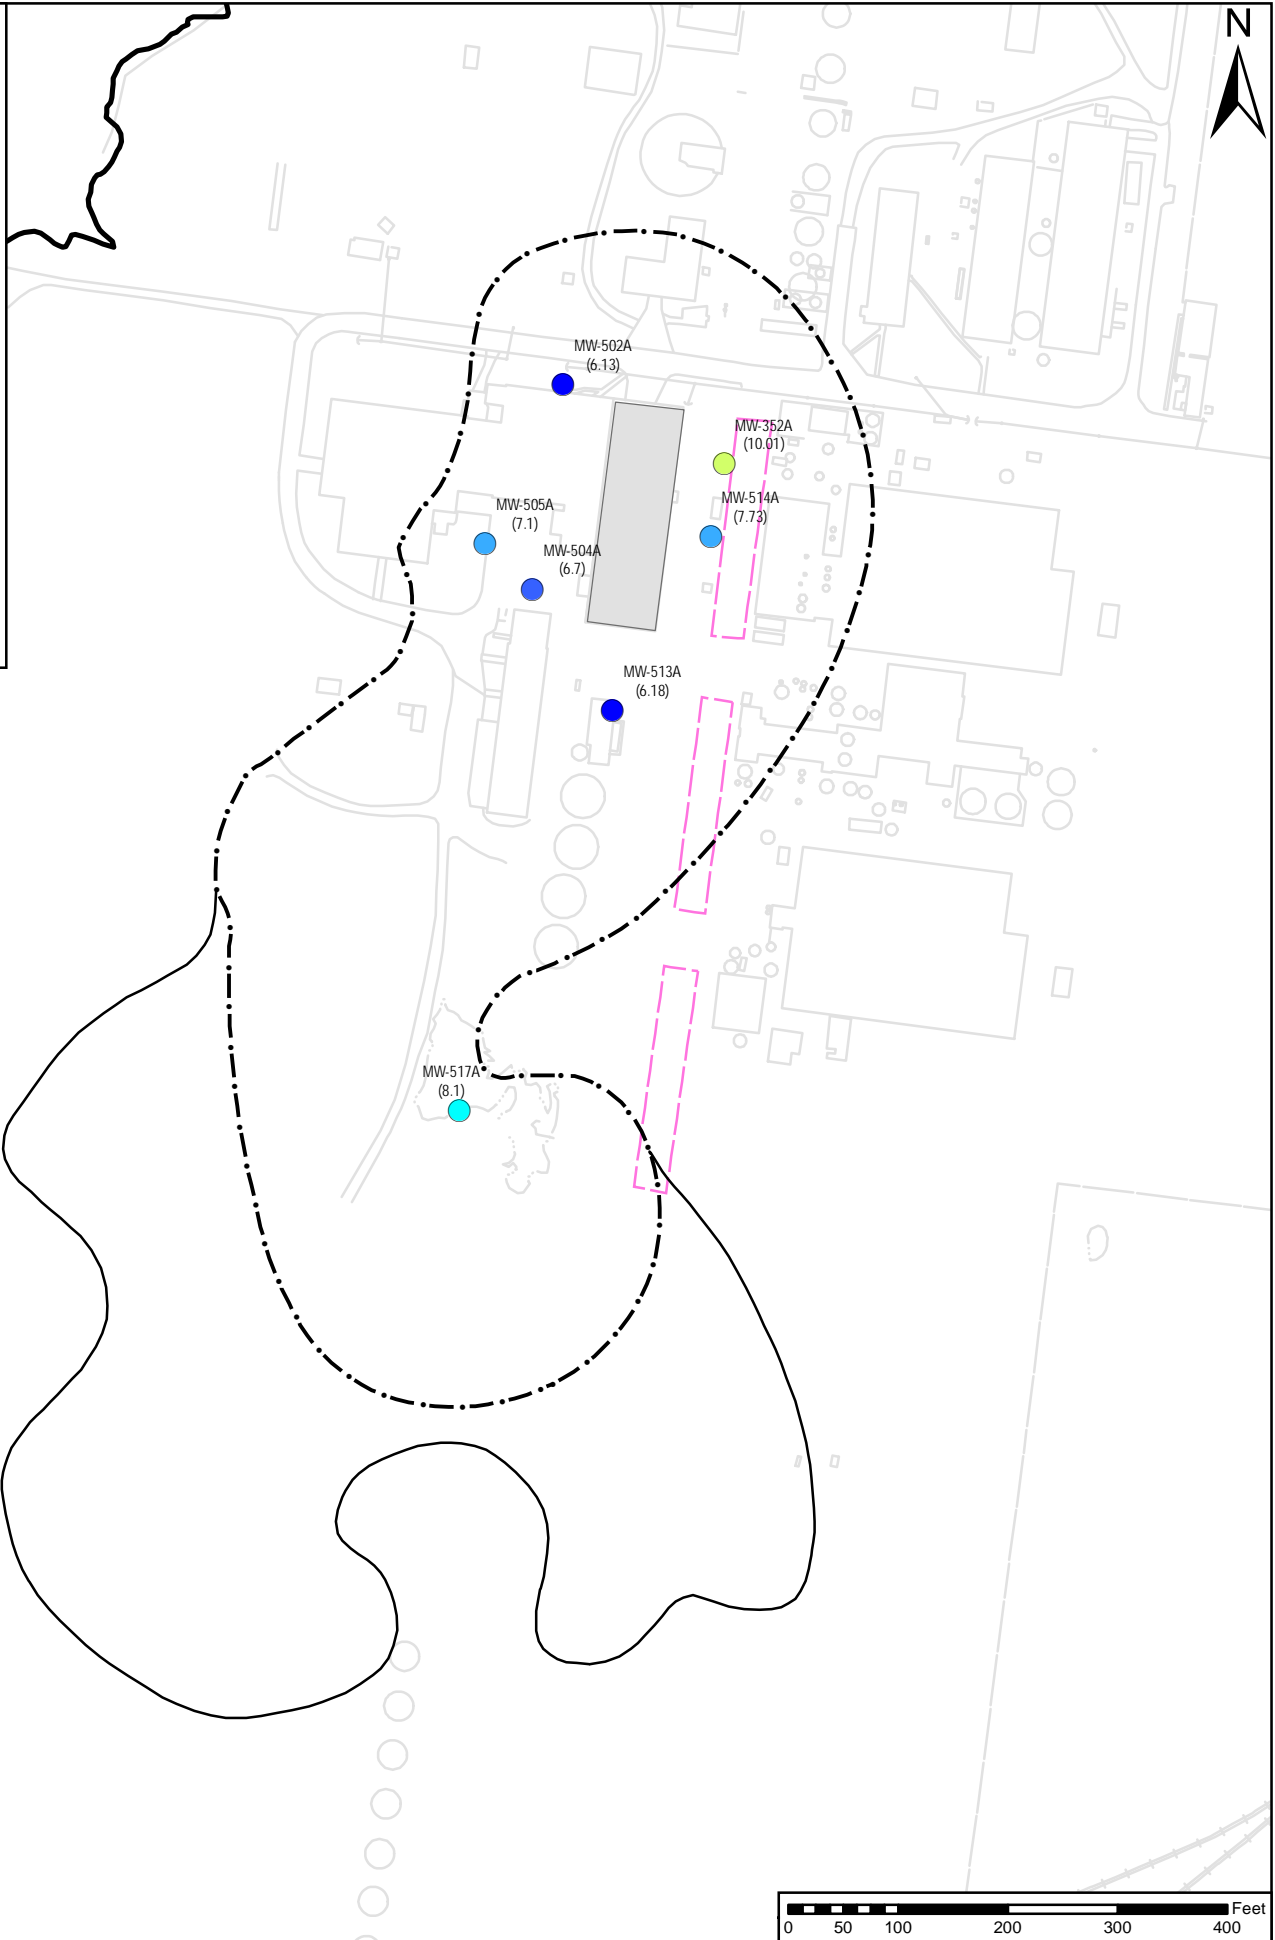 N
MW-502A
(6.13)
MW-352A
(10.01)
MW-514A
(7.73)
MW-505A
(7.1)
MW-504A
(6.7)
MW-513A
(6.18)
MW-517A
(8.1)
Feet
0 50 100 200 300 400